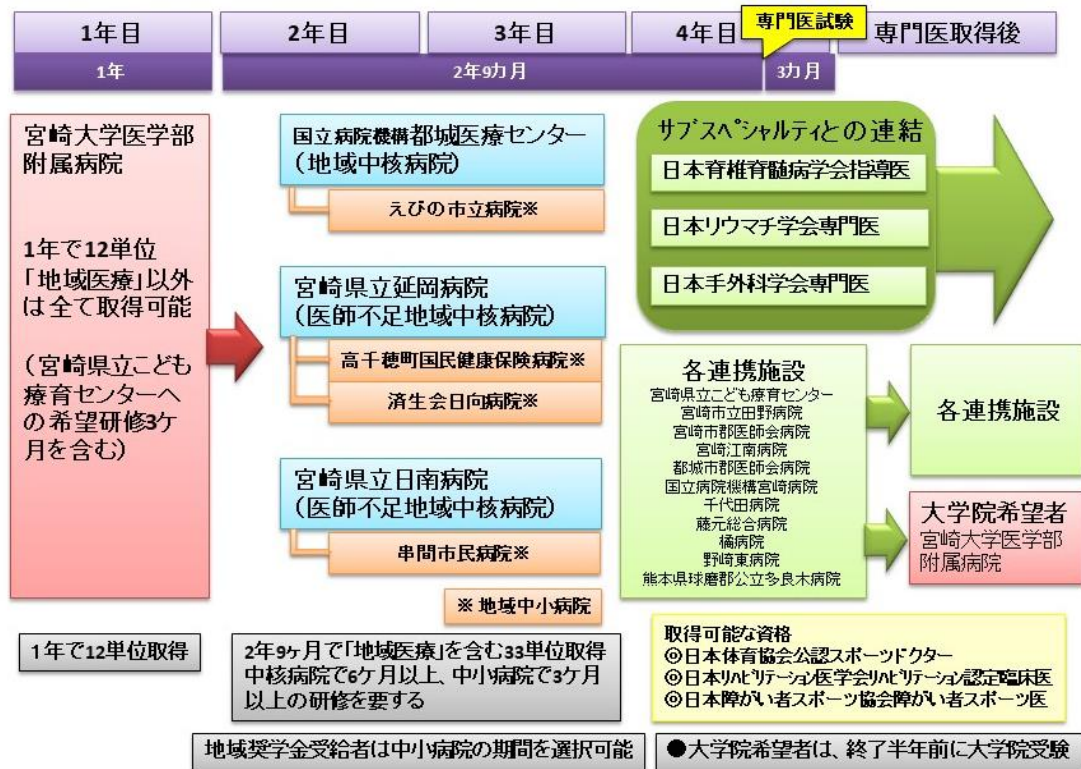 1年目
2年目
3年目
4年目
専門医試験
専門医取得後
1年
2年9カ月
3カ月
宮崎大学医学部
附属病院
1年で12単位
「地域医療」以外
は全て取得可能
(宮崎県立こども
療育センターへ
の希望研修3ケ
月を含む)
国立病院機構都城医療センター
(地域中核病院)
えびの市立病院※
宮崎県立延岡病院
(医師不足地域中核病院)
高千穂町国民健康保険病院※
済生会日向病院※
宮崎県立日南病院
(医師不足地域中核病院)
串間市民病院※
※地域中小病院
サブスペシャルティとの連結
日本脊椎脊髄病学会指導医
日本リウマチ学会専門医
日本手外科学会専門医
各連携施設
宮崎県立こども療育センター
宮崎市立田野病院
宮崎市郡医師会病院
宮崎江南病院
都城市郡医師会病院
国立病院機構宮崎病院
千代田病院
藤元総合病院
橘病院
野崎東病院
熊本県球磨郡公立多良木病院
各連携施設
大学院希望者
宮崎大学医学部
附属病院
1年で12単位取得
2年9ヶ月で「地域医療」を含む33単位取得
中核病院で6ケ月以上、中小病院で3ケ月
以上の研修を要する
取得可能な資格
◎日本体育協会公認スポーツドクター
◎日本リハビリテーション医学会リハビリテーション認定臨床医
◎日本障がい者スポーツ協会障がい者スポーツ医
地域奨学金受給者は中小病院の期間を選択可能
●大学院希望者は、終了半年前に大学院受験